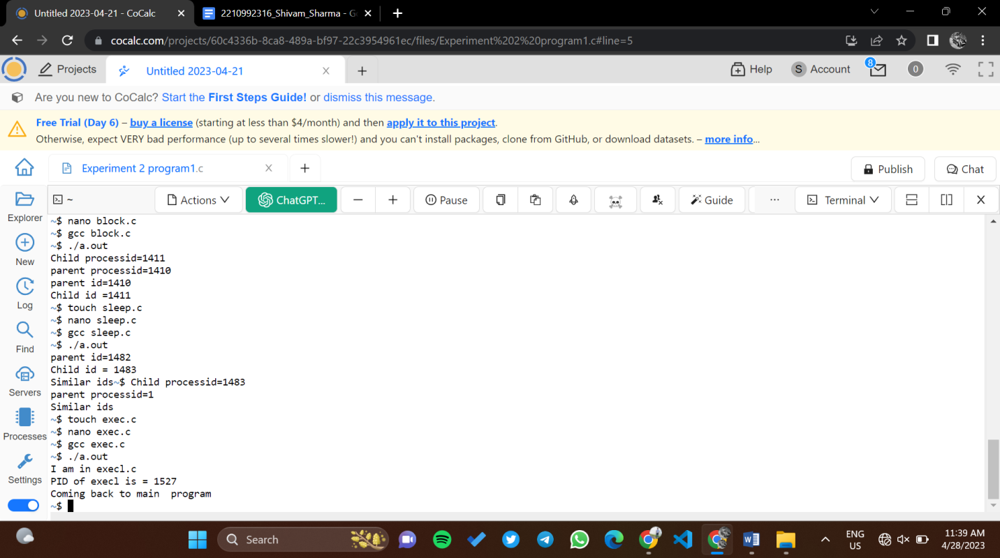 Untitled 2023-04-21 - CoCalc
2210992316_Shivam_Sharma - G
cocalc.com/projects/60c4336b-8ca8-489a-bf97-22c3954961ec/files/Experiment%202%20program1.c#line=5
Projects
Untitled 2023-04-21
Help
S Account
8
0
Are you new to CoCalc? Start the First Steps Guide! or dismiss this message.
Free Trial (Day 6) – buy a license (starting at less than $4/month) and then apply it to this project.
Otherwise, expect VERY bad performance (up to several times slower!) and you can't install packages, clone from GitHub, or download datasets. – more info...
Experiment 2 program1.c
Publish
Chat
~
Actions
ChatGPT...
Pause
Guide
...
Terminal
Explorer
New
Log
Find
Servers
Processes
Settings
~$ nano block.c
~$ gcc block.c
~$ ./a.out
Child processid=1411
parent processid=1410
parent id=1410
Child id =1411
~$ touch sleep.c
~$ nano sleep.c
~$ gcc sleep.c
~$ ./a.out
parent id=1482
Child id = 1483
Similar ids~$ Child processid=1483
parent processid=1
Similar ids
~$ touch exec.c
~$ nano exec.c
~$ gcc exec.c
~$ ./a.out
I am in execl.c
PID of execl is = 1527
Coming back to main  program
~$
Search
ENG
US
11:39 AM
4/28/2023